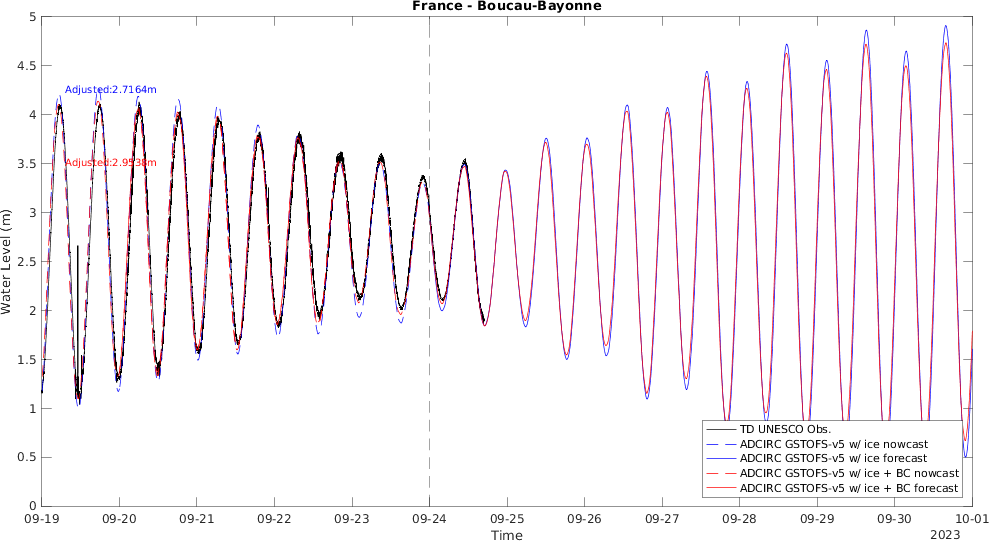 France - Boucau-Bayonne
Water Level (m)
5
4.5
4
3.5
3
2.5
2
1.5
1
0.5
0
Adjusted:2.7164m
Adjusted:2.9538m
TD UNESCO Obs.
ADCIRC GSTOFS-v5 w/ ice nowcast
ADCIRC GSTOFS-v5 w/ ice forecast
ADCIRC GSTOFS-v5 w/ ice + BC nowcast
ADCIRC GSTOFS-v5 w/ ice + BC forecast
09-19 09-20 09-21 09-22 09-23 09-24 09-25 09-26 09-27 09-28 09-29 09-30 10-01
Time
2023